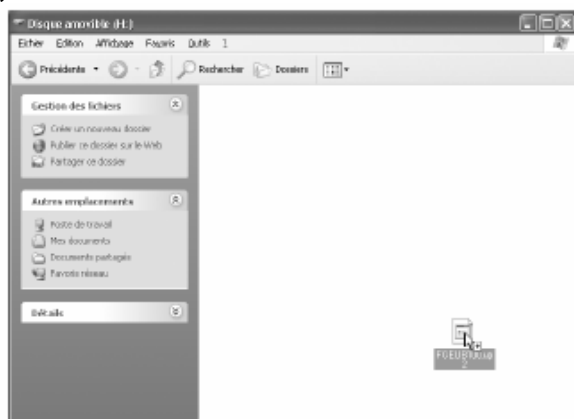 Disque amovible (H:)
Fichier Edition Affichage Favoris Outils ?
Précédente Rechercher Dossiers
Gestion des fichiers
Créer un nouveau dossier
Publier ce dossier sur le Web
Partager ce dossier
Autres emplacements
Poste de travail
Mes documents
Documents partagés
Favoris réseau
Détails